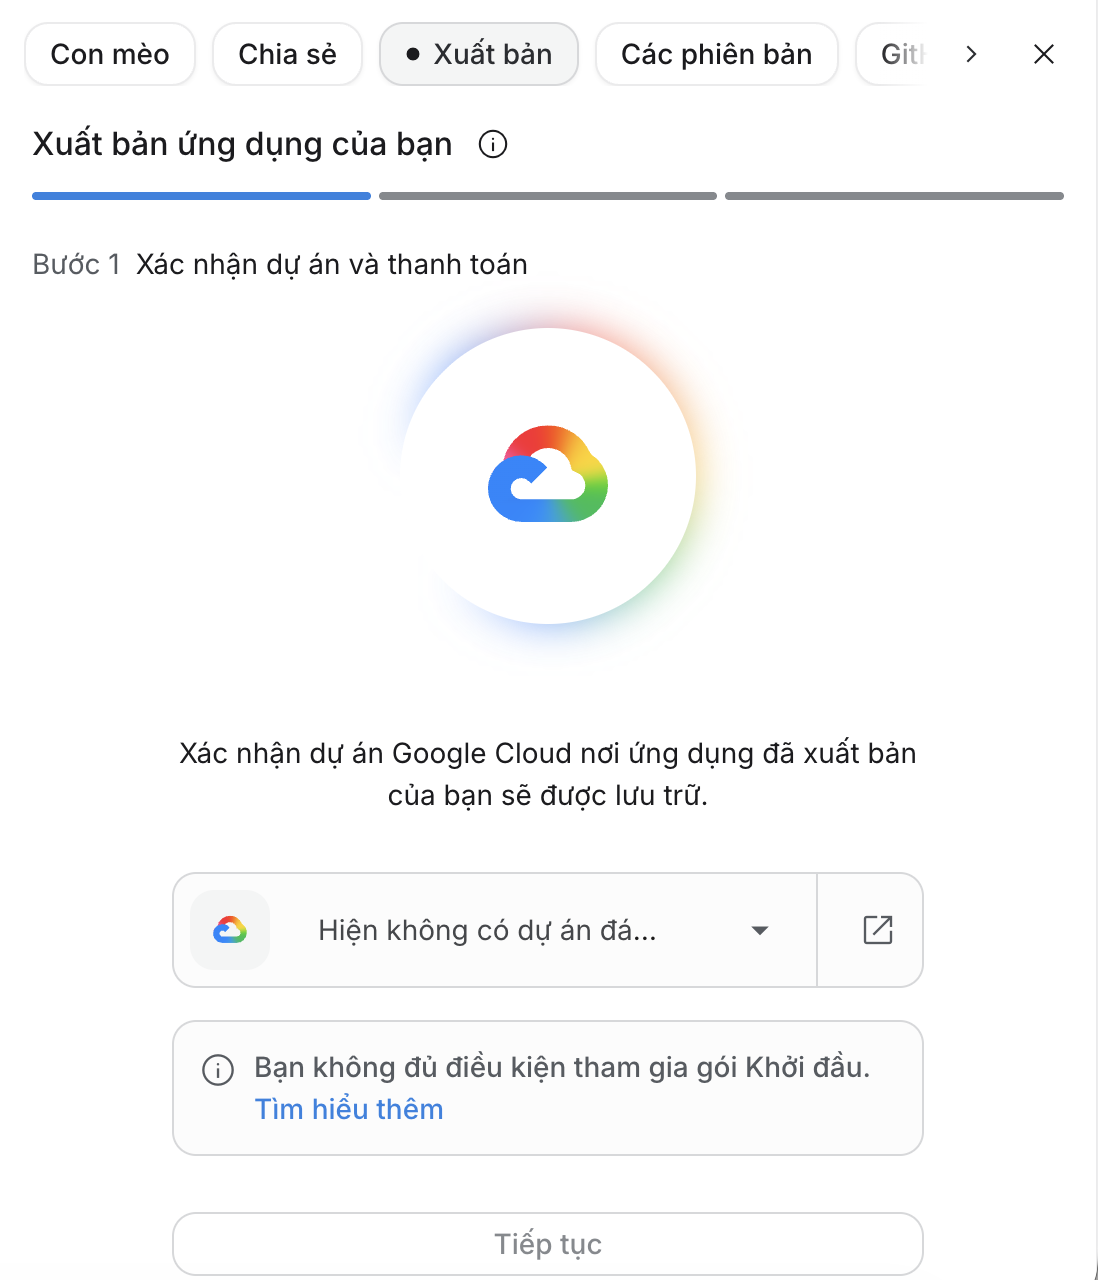 Con mèo
Chia sẻ
Xuất bản
Các phiên bản
Xuất bản ứng dụng của bạn
Bước 1 Xác nhận dự án và thanh toán
Xác nhận dự án Google Cloud nơi ứng dụng đã xuất bản
của bạn sẽ được lưu trữ.
Hiện không có dự án đá...
Bạn không đủ điều kiện tham gia gói Khởi đầu.
Tìm hiểu thêm
Tiếp tục